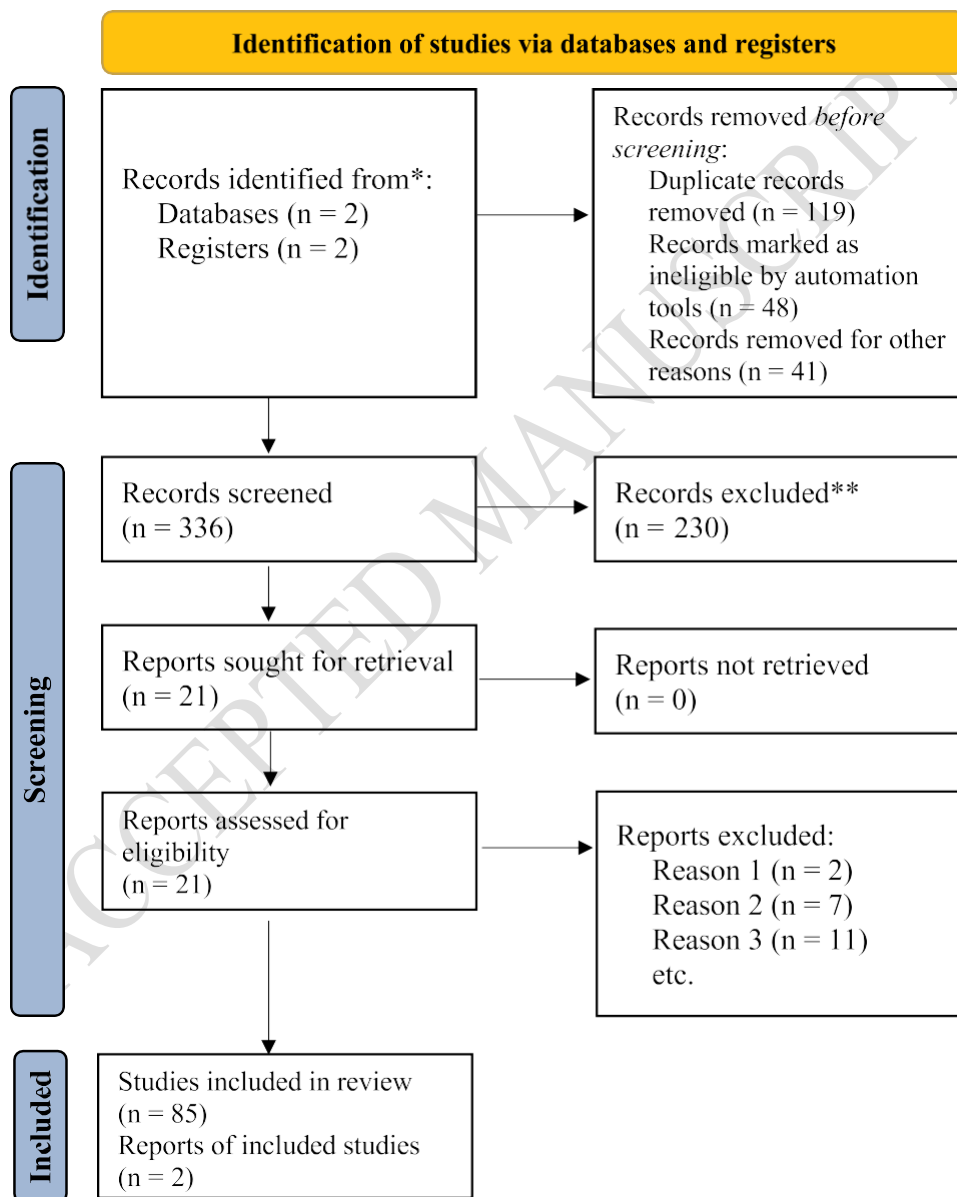 Identification of studies via databases and registers
Identification
Records identified from*:
Databases (n = 2)
Registers (n = 2)
Records removed before
screening:
Duplicate records
removed (n = 119)
Records marked as
ineligible by automation
tools (n = 48)
Records removed for other
reasons (n = 41)
Screening
Records screened
(n = 336)
Records excluded**
(n = 230)
Reports sought for retrieval
(n = 21)
Reports not retrieved
(n = 0)
Reports assessed for
eligibility
(n = 21)
Reports excluded:
Reason 1 (n = 2)
Reason 2 (n = 7)
Reason 3 (n = 11)
etc.
Included
Studies included in review
(n = 85)
Reports of included studies
(n = 2)
ACCEPTED MANUSCRIPT